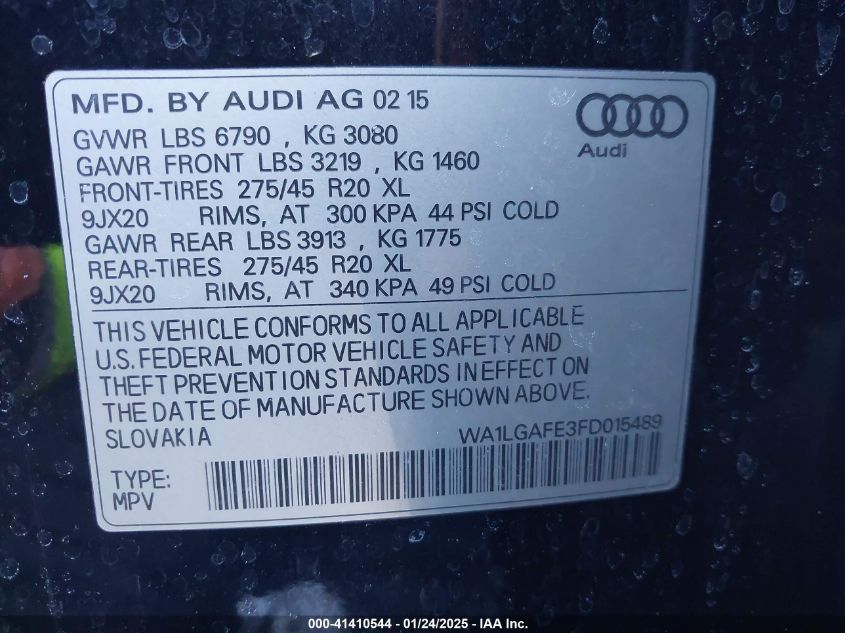 MFD. BY AUDI AG 02 15
GVWR LBS 6790 , KG 3080
GAWR FRONT LBS 3219 , KG 1460
FRONT-TIRES 275/45 R20 XL
9JX20 RIMS, AT 300 KPA 44 PSI COLD
GAWR REAR LBS 3913 , KG 1775
REAR-TIRES 275/45 R20 XL
9JX20 RIMS, AT 340 KPA 49 PSI COLD
Audi
THIS VEHICLE CONFORMS TO ALL APPLICABLE
U.S. FEDERAL MOTOR VEHICLE SAFETY AND
THEFT PREVENTION STANDARDS IN EFFECT ON
THE DATE OF MANUFACTURE SHOWN ABOVE.
SLOVAKIA WA1LGAFE3FD015489
TYPE:
MPV
000-41410544 - 01/24/2025 - IAA Inc.